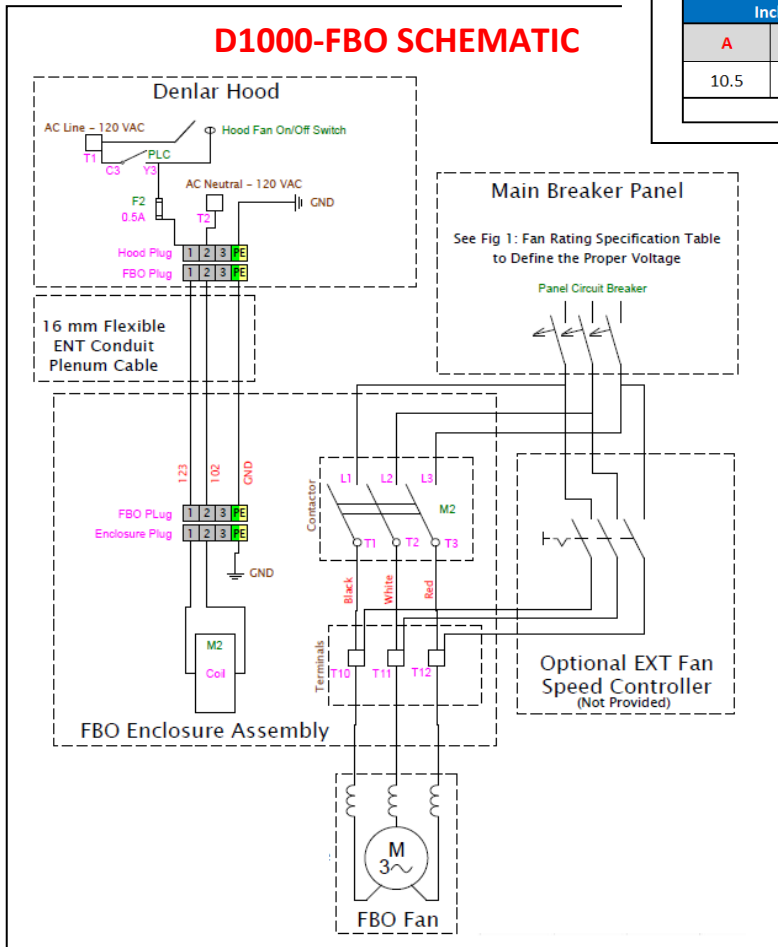 D1000-FBO SCHEMATIC
A
10.5
Denlar Hood
AC Line – 120 VAC
Hood Fan On/Off Switch
T1
PLC
C3
Y3
AC Neutral – 120 VAC
F2
0.5A
T2
GND
Hood Plug 1 2 3 PE
FBO Plug 1 2 3 PE
16 mm Flexible
ENT Conduit
Plenum Cable
Main Breaker Panel
See Fig 1: Fan Rating Specification Table
to Define the Proper Voltage
Panel Circuit Breaker
123
102
GND
FBO PLug 1 2 3 PE
Enclosure Plug 1 2 3 PE
GND
M2
Coil
Contactor
L1 L2 L3
M2
T1 T2 T3
Black
White
Red
Terminals
T10 T11 T12
FBO Enclosure Assembly
Optional EXT Fan
Speed Controller
(Not Provided)
M
3~
FBO Fan